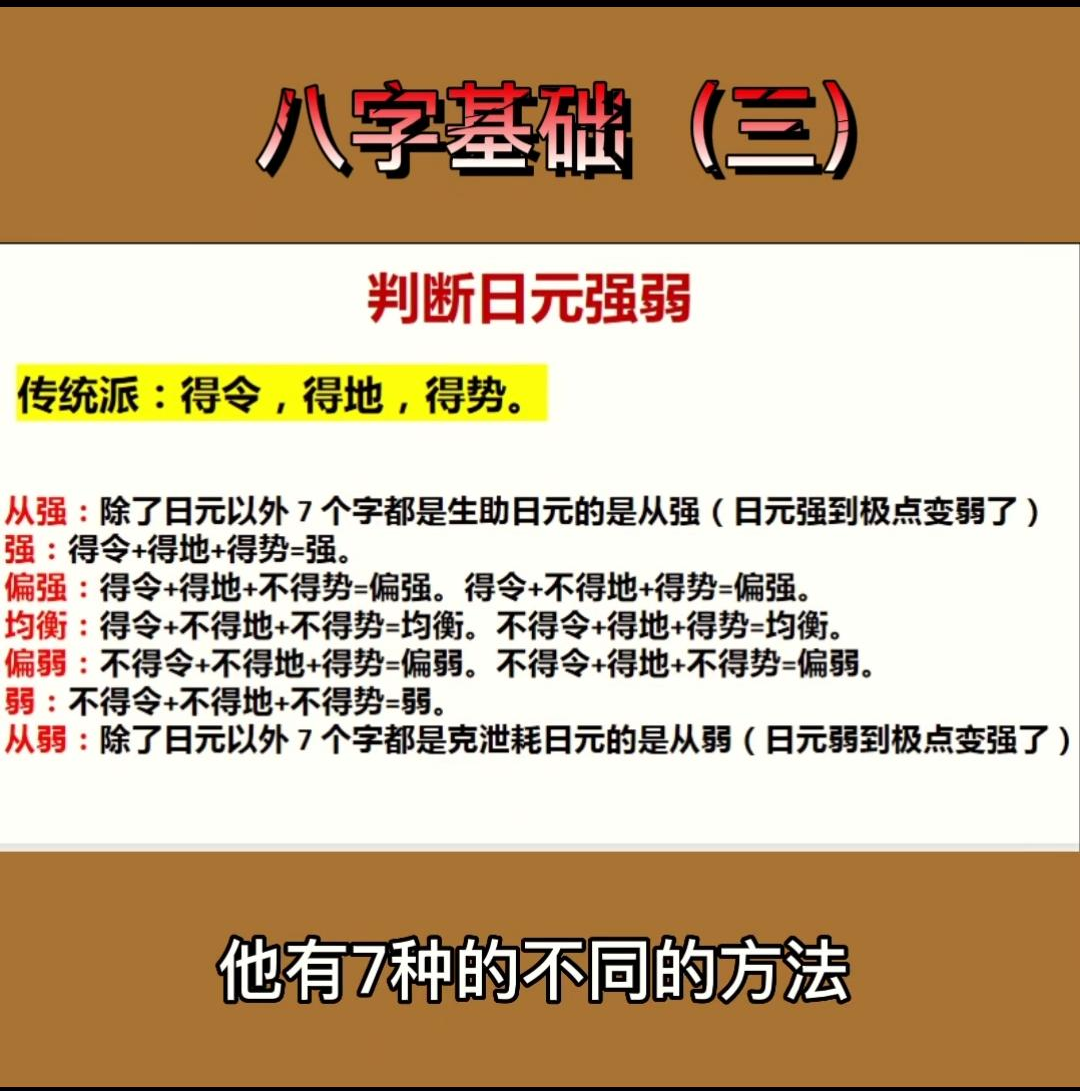 八字基础（三）
判断日元强弱
传统派：得令，得地，得势。
从强：除了日元以外7个字都是生助日元的是从强（日元强到极点变弱了）
强：得令+得地+得势=强。
偏强：得令+得地+不得势=偏强。得令+不得地+得势=偏强。
均衡：得令+不得地+不得势=均衡。不得令+得地+得势=均衡。
偏弱：不得令+不得地+得势=偏弱。不得令+得地+不得势=偏弱。
弱：不得令+不得地+不得势=弱。
从弱：除了日元以外7个字都是克泄耗日元的是从弱（日元弱到极点变强了）
他有7种的不同的方法